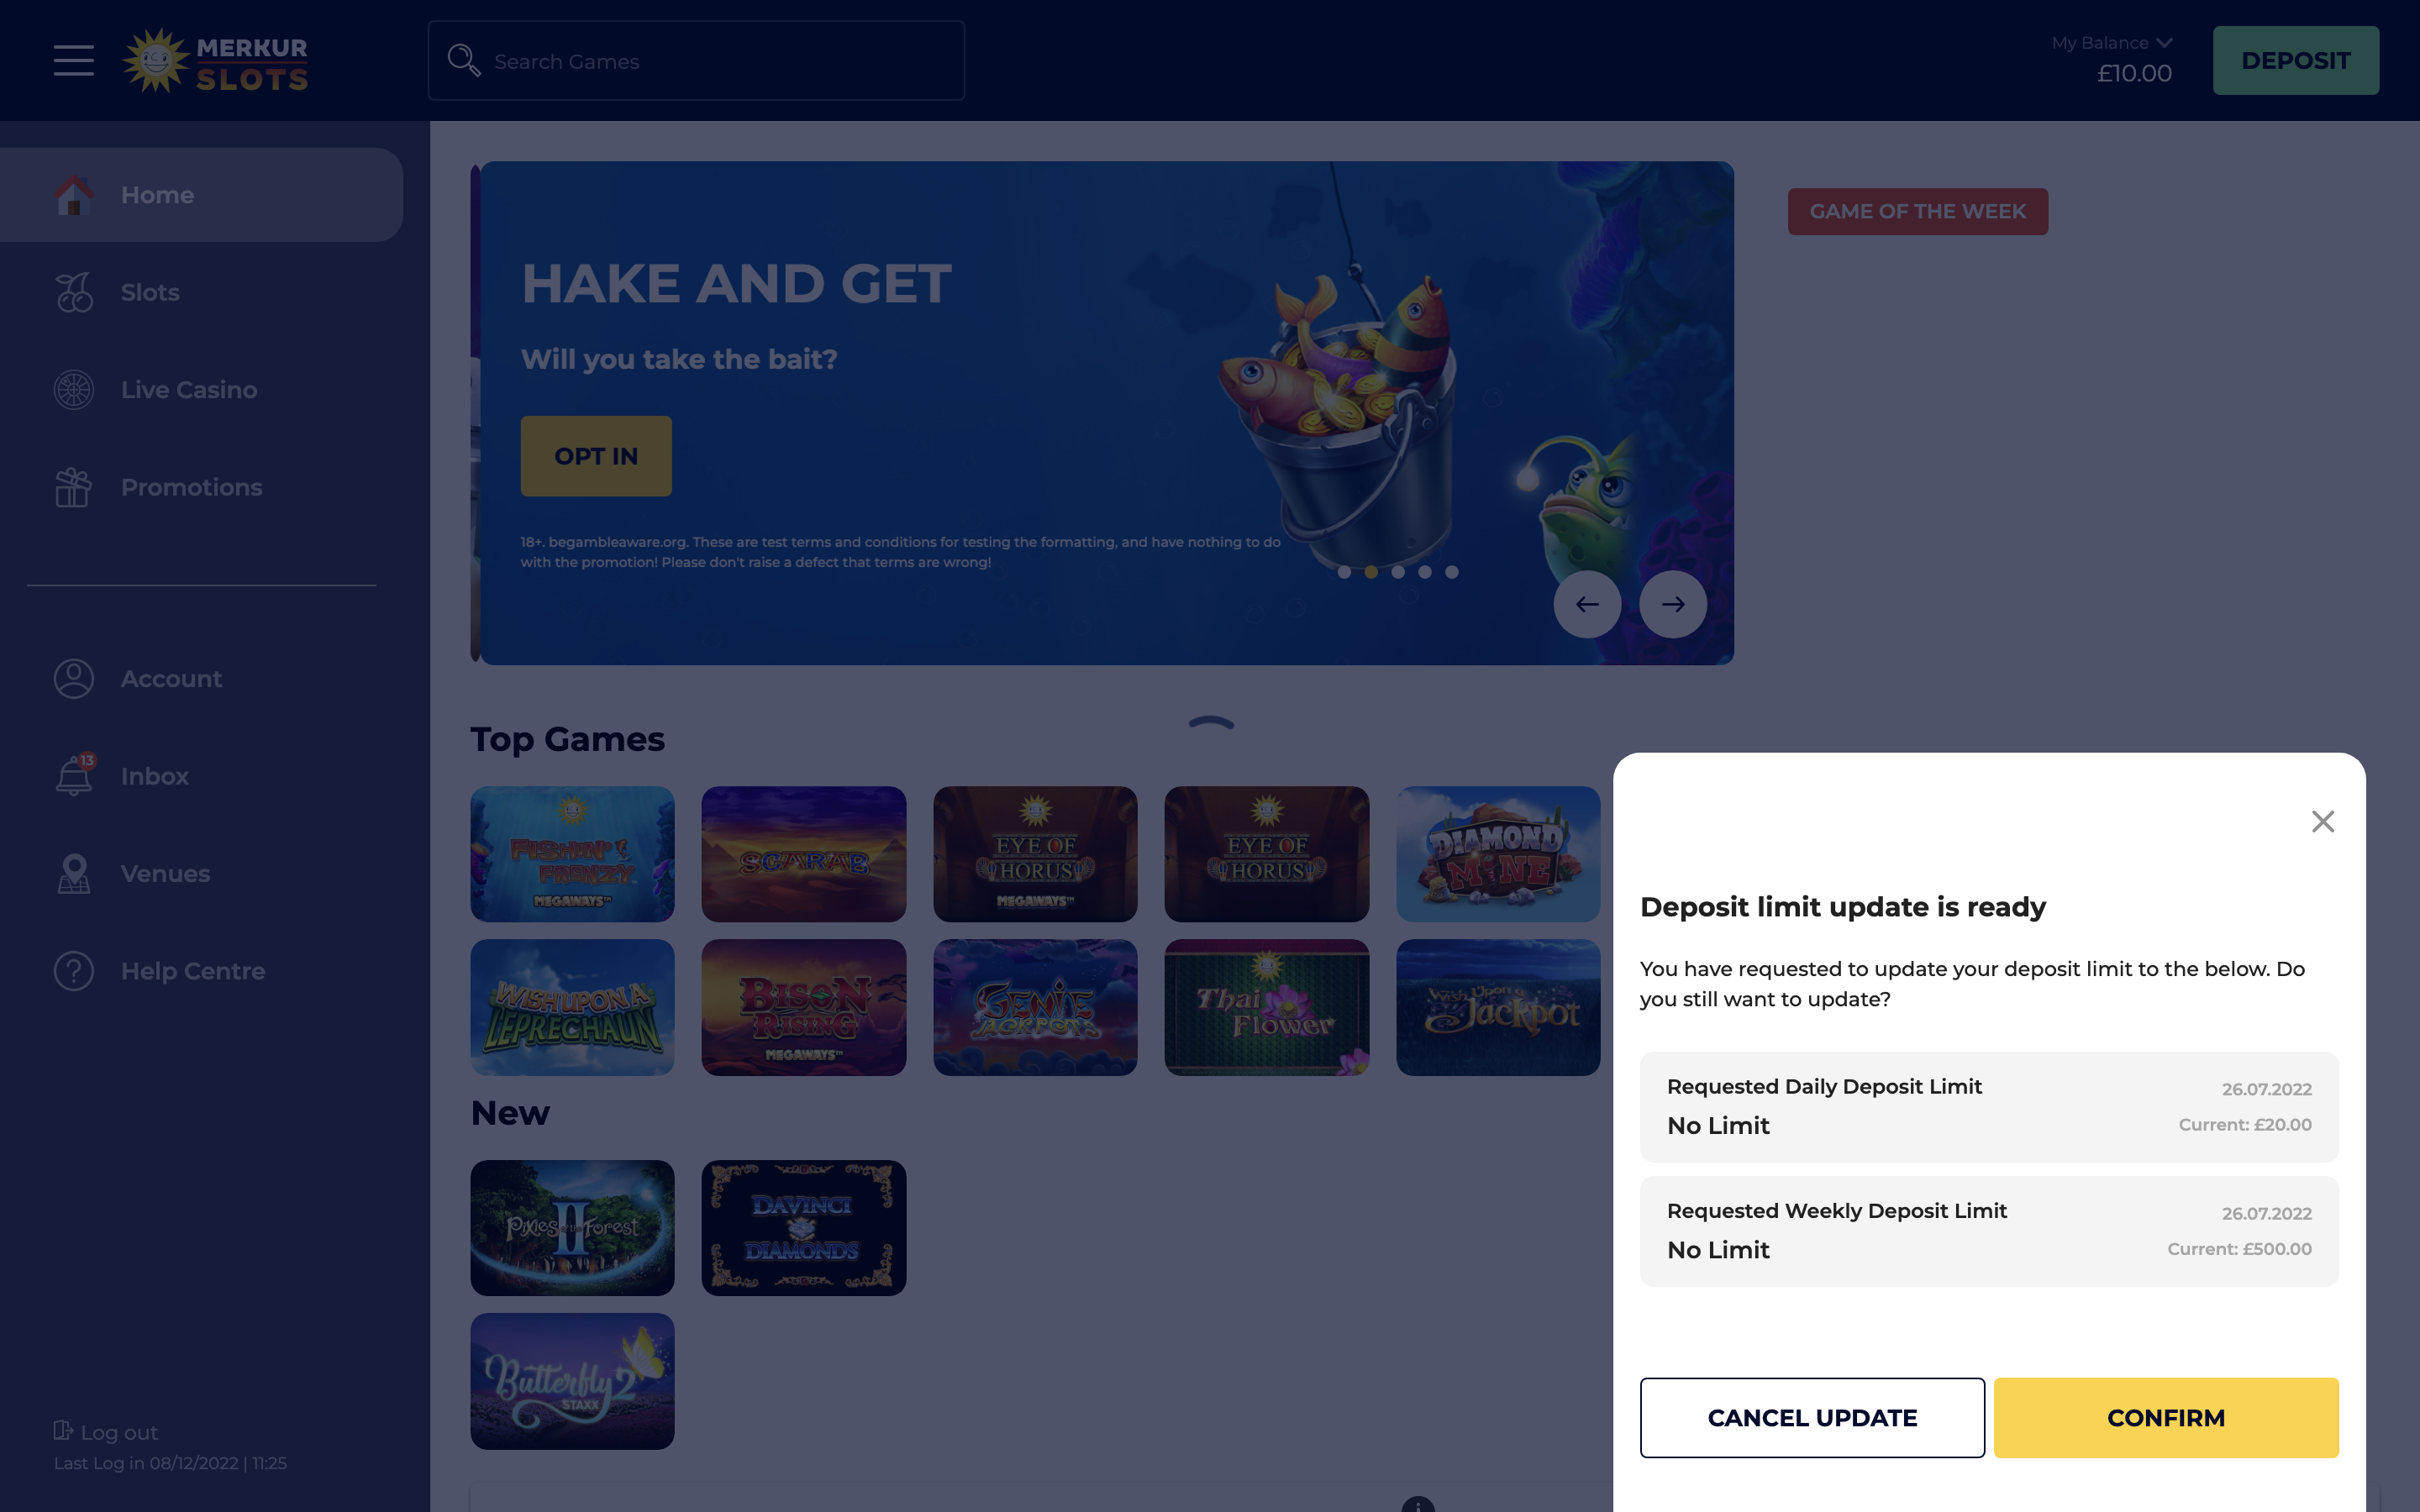 MERKUR
SLOTS
Search Games
My Balance
£10.00
DEPOSIT
Home
Slots
Live Casino
Promotions
Account
13
Inbox
Venues
Help Centre
Log out
Last Log in 08/12/2022 | 11:25
HAKE AND GET
Will you take the bait?
OPT IN
18+. begambleaware.org. These are test terms and conditions for testing the formatting, and have nothing to do
with the promotion! Please don't raise a defect that terms are wrong!
GAME OF THE WEEK
Top Games
FISHIN' FRENZY MEGAWAYS™
SCARAB
EYE OF HORUS MEGAWAYS™
EYE OF HORUS
DIAMOND MINE
WISH UPON A LEPRECHAUN
BISON RISING MEGAWAYS™
GENIE JACKPOTS
Thai Flower
Wish Upon a Jackpot
New
Pixies of the Forest II
DAVINCI DIAMONDS
Butterfly 2 STAXX
Deposit limit update is ready
You have requested to update your deposit limit to the below. Do
you still want to update?
Requested Daily Deposit Limit
26.07.2022
No Limit
Current: £20.00
Requested Weekly Deposit Limit
26.07.2022
No Limit
Current: £500.00
CANCEL UPDATE
CONFIRM